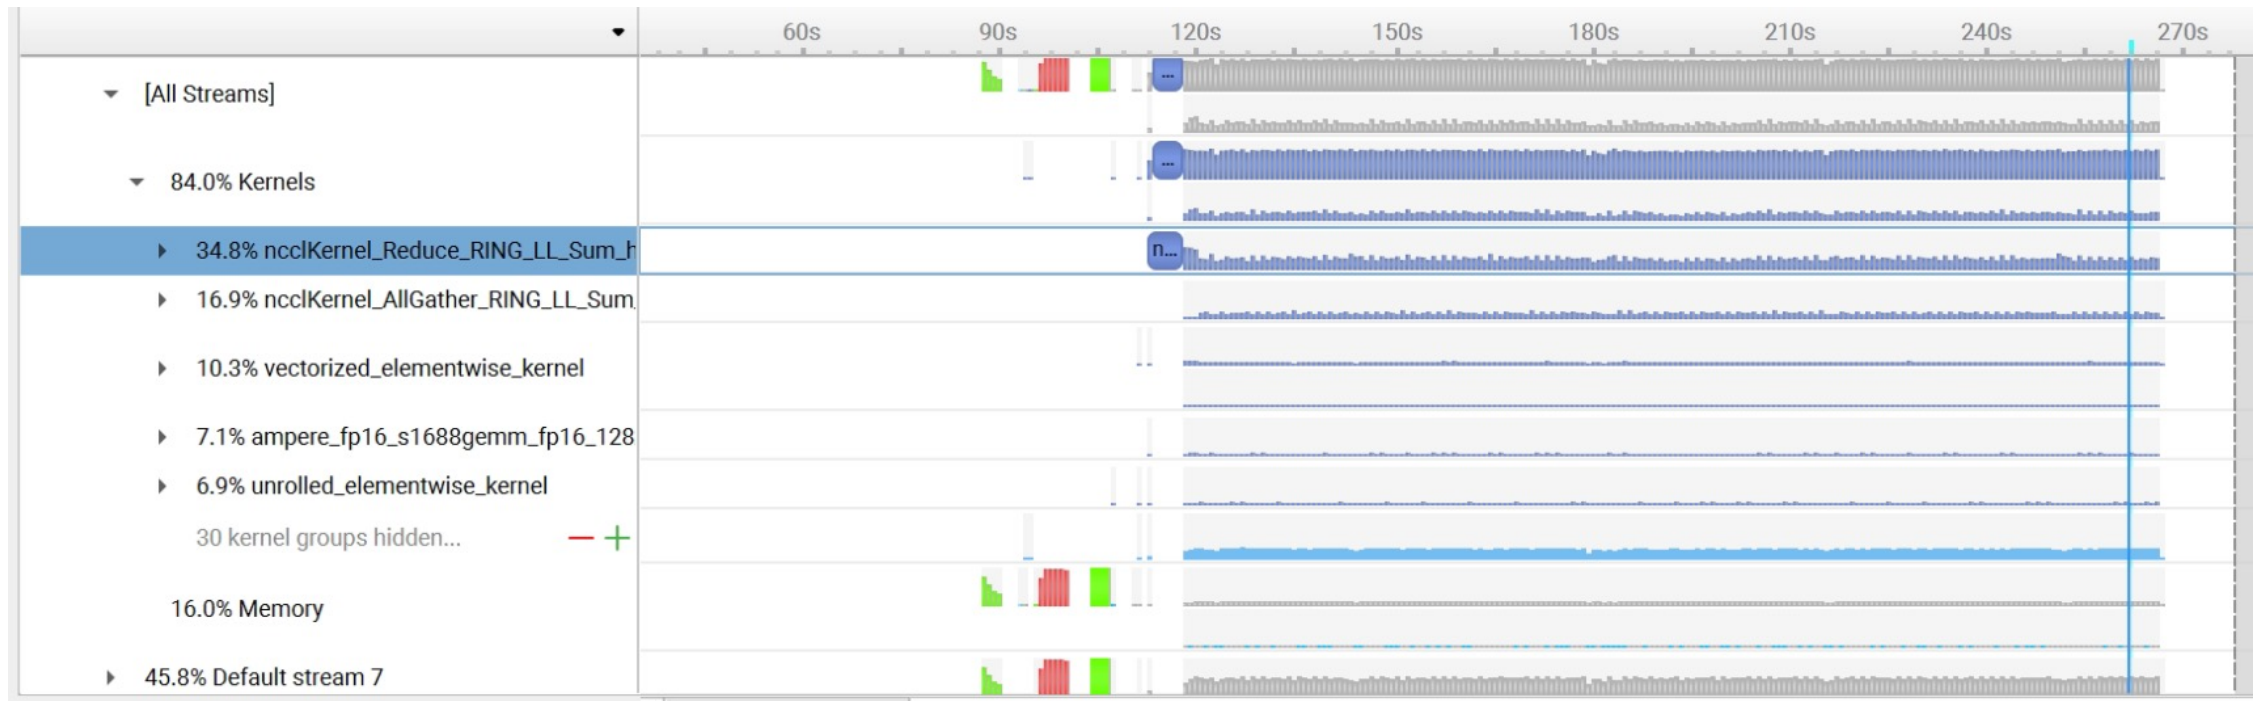 60s 90s 120s 150s 180s 210s 240s 270s
[All Streams]
...
84.0% Kernels
...
34.8% ncclKernel_Reduce_RING_LL_Sum_h
n...
16.9% ncclKernel_AllGather_RING_LL_Sum_
10.3% vectorized_elementwise_kernel
7.1% ampere_fp16_s1688gemm_fp16_128
6.9% unrolled_elementwise_kernel
30 kernel groups hidden...
16.0% Memory
45.8% Default stream 7